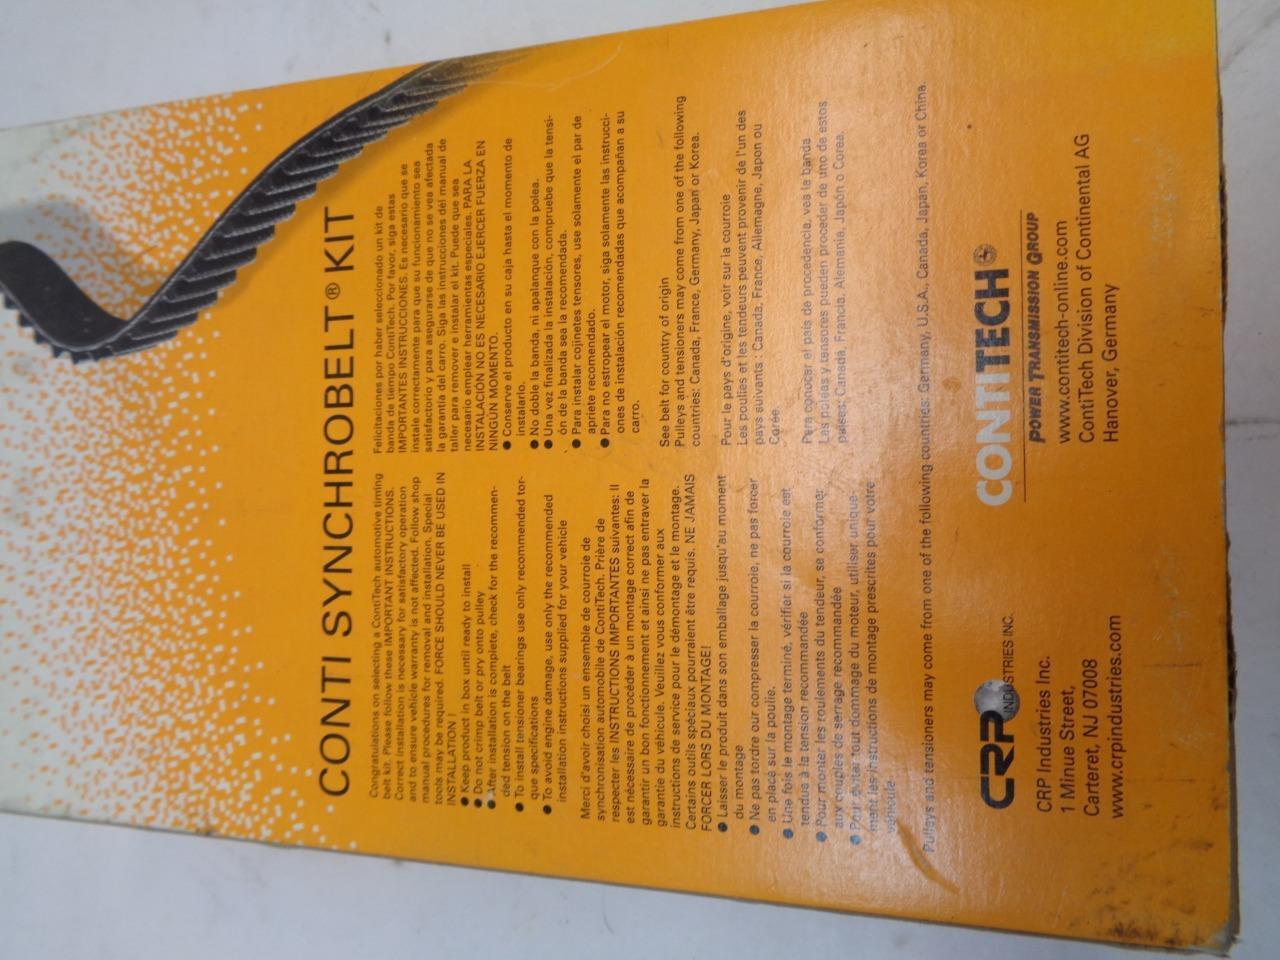 CONTI SYNCHROBELT ® KIT
Congratulations on selecting a ContiTech automotive timing
belt kit. Please follow these IMPORTANT INSTRUCTIONS.
Correct installation is necessary for satisfactory operation
and to ensure vehicle warranty is not affected. Follow shop
manual procedures for removal and installation. Special
tools may be required. FORCE SHOULD NEVER BE USED IN
INSTALLATION !
● Keep product in box until ready to install
● Do not crimp belt or pry onto pulley
● After installation is complete, check for the recommen-
ded tension on the belt
● To install tensioner bearings use only recommended tor-
que specifications
● To avoid engine damage, use only the recommended
installation instructions supplied for your vehicle
Merci d'avoir choisi un ensemble de courroie de
synchronisation automobile de ContiTech. Prière de
respecter les INSTRUCTIONS IMPORTANTES suivantes: Il
est nécessaire de procéder à un montage correct afin de
garantir un bon fonctionnement et ainsi ne pas entraver la
garantie du véhicule. Veuillez vous conformer aux
instructions de service pour le démontage et le montage.
Certains outils spéciaux pourraient être requis. NE JAMAIS
FORCER LORS DU MONTAGE!
● Laisser le produit dans son emballage jusqu'au moment
du montage
● Ne pas tordre our compresser la courroie, ne pas forcer
en place sur la poulie.
● Une fois le montage terminé, vérifier si la courroie est
tendue à la tension recommandée
● Pour monter les roulements du tendeur, se conformer
aux couples de serrage recommandée
● Pour éviter tout dommage du moteur, utiliser unique-
ment les instructions de montage prescrites pour votre
véhicule.
Felicitaciones por haber seleccionado un kit de
banda de tiempo ContiTech. Por favor, siga estas
IMPORTANTES INSTRUCCIONES. Es necesario que se
instale correctamente para que su funcionamiento sea
satisfactorio y para asegurarse de que no se vea afectada
la garantía del carro. Siga las instrucciones del manual de
taller para remover e instalar el kit. Puede que sea
necesario emplear herramientas especiales. PARA LA
INSTALACIÓN NO ES NECESARIO EJERCER FUERZA EN
NINGÚN MOMENTO.
● Conserve el producto en su caja hasta el momento de
instalarlo.
● No doble la banda, ni apalanque con la polea.
● Una vez finalizada la instalación, compruebe que la tensi-
ón de la banda sea la recomendada.
● Para instalar cojinetes tensores, use solamente el par de
apriete recomendado.
● Para no estropear el motor, siga solamente las instrucci-
ones de instalación recomendadas que acompañan a su
carro.
See belt for country of origin
Pulleys and tensioners may come from one of the following
countries: Canada, France, Germany, Japan or Korea.
Pour le pays d'origine, voir sur la courroie
Les poulies et les tendeurs peuvent provenir de l'un des
pays suivants : Canada, France, Allemagne, Japon ou
Corée.
Para conocer el país de procedencia, vea la banda
Las poleas y tensores pueden proceder de uno de estos
países: Canadá, Francia, Alemania, Japón o Corea.
Pulleys and tensioners may come from one of the following countries: Germany, U.S.A., Canada, Japan, Korea or China.
CRP INDUSTRIES INC.
CRP Industries Inc.
1 Minue Street,
Carteret, NJ 07008
www.crpindustries.com
CONTITECH
POWER TRANSMISSION GROUP
www.contitech-online.com
ContiTech Division of Continental AG
Hanover, Germany